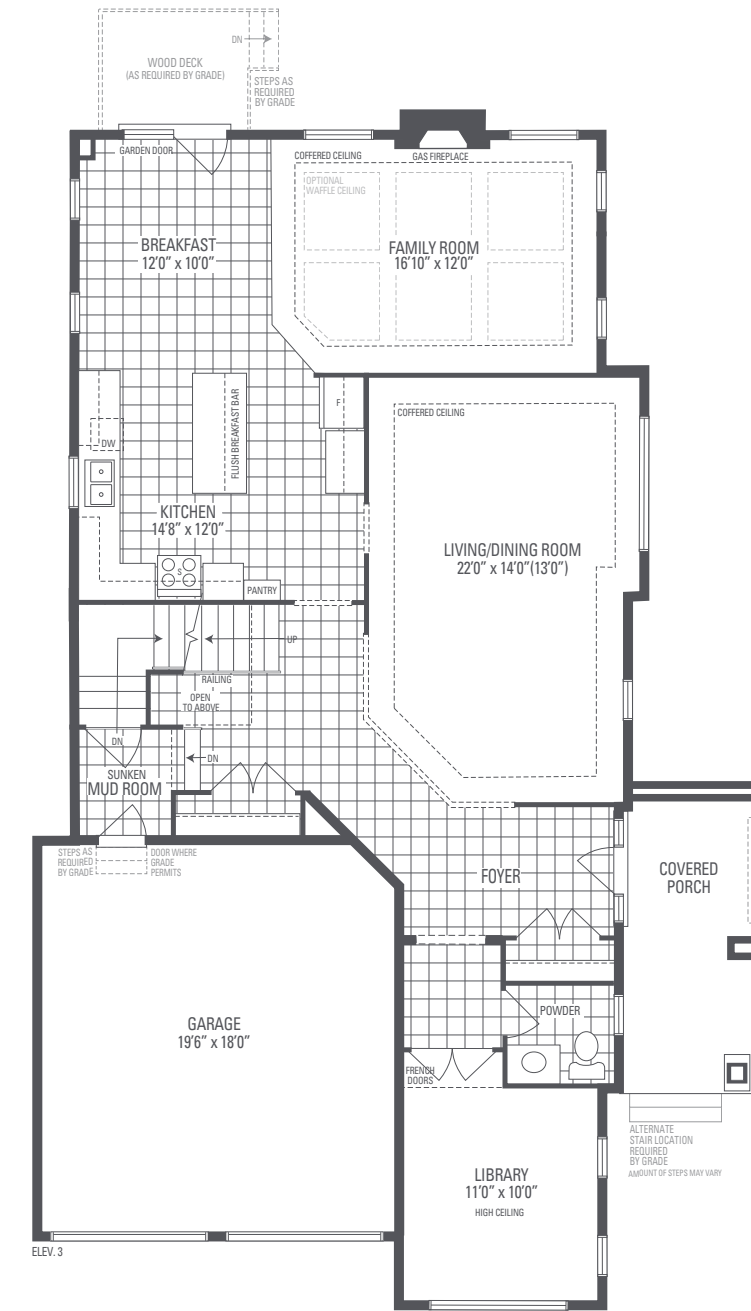 DN
WOOD DECK
(AS REQUIRED BY GRADE)
STEPS AS
REQUIRED
BY GRADE
GARDEN DOOR
COFFERED CEILING
GAS FIREPLACE
OPTIONAL
WAFFLE CEILING
BREAKFAST
12'0" x 10'0"
FAMILY ROOM
16'10" x 12'0"
F
FLUSH BREAKFAST BAR
COFFERED CEILING
DW
KITCHEN
14'8" x 12'0"
LIVING/DINING ROOM
22'0" x 14'0"(13'0")
S
PANTRY
UP
RAILING
OPEN
TO ABOVE
DN
DN
SUNKEN
MUD ROOM
STEPS AS
REQUIRED
BY GRADE
DOOR WHERE
GRADE
PERMITS
FOYER
COVERED
PORCH
GARAGE
19'6" x 18'0"
POWDER
FRENCH
DOORS
ALTERNATE
STAIR LOCATION
REQUIRED
BY GRADE
AMOUNT OF STEPS MAY VARY
LIBRARY
11'0" x 10'0"
HIGH CEILING
ELEV. 3